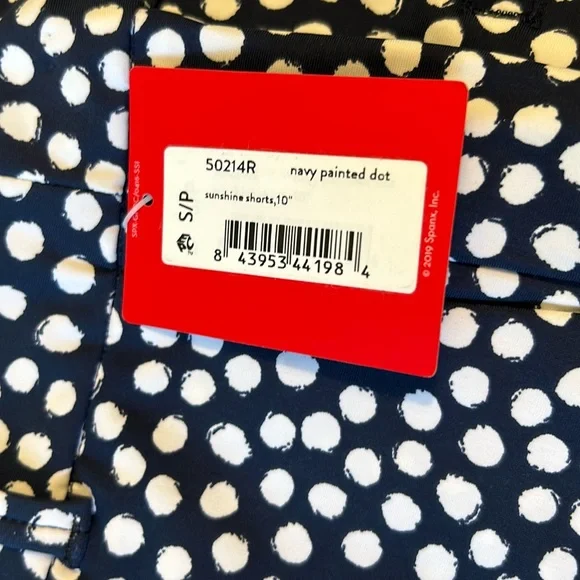 50214R navy painted dot
sunshine shorts,10"
S/P
8 43953 44198 4
© 2019 Spanx, Inc.